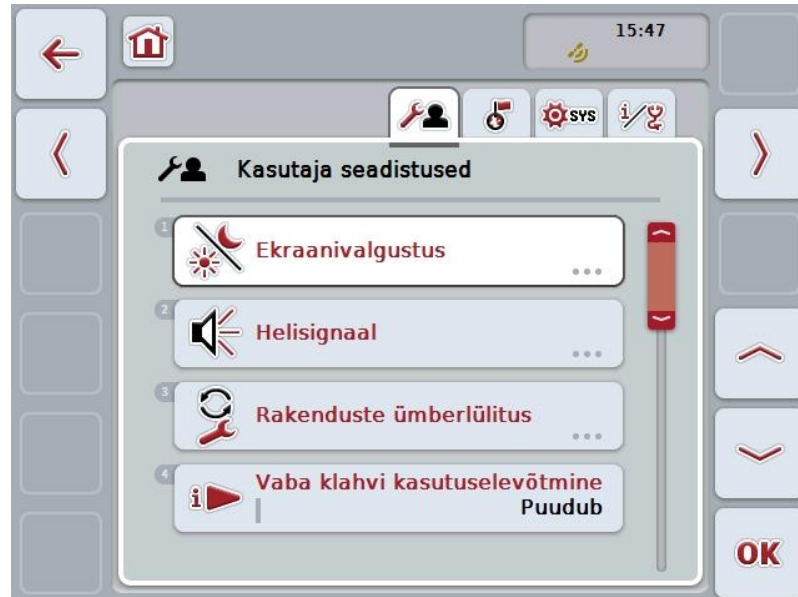 15:47
SYS
i
Kasutaja seadistused
1
Ekraanivalgustus
2
Helisignaal
3
Rakenduste ümberlülitus
4
Vaba klahvi kasutuselevõtmine
i
Puudub
OK